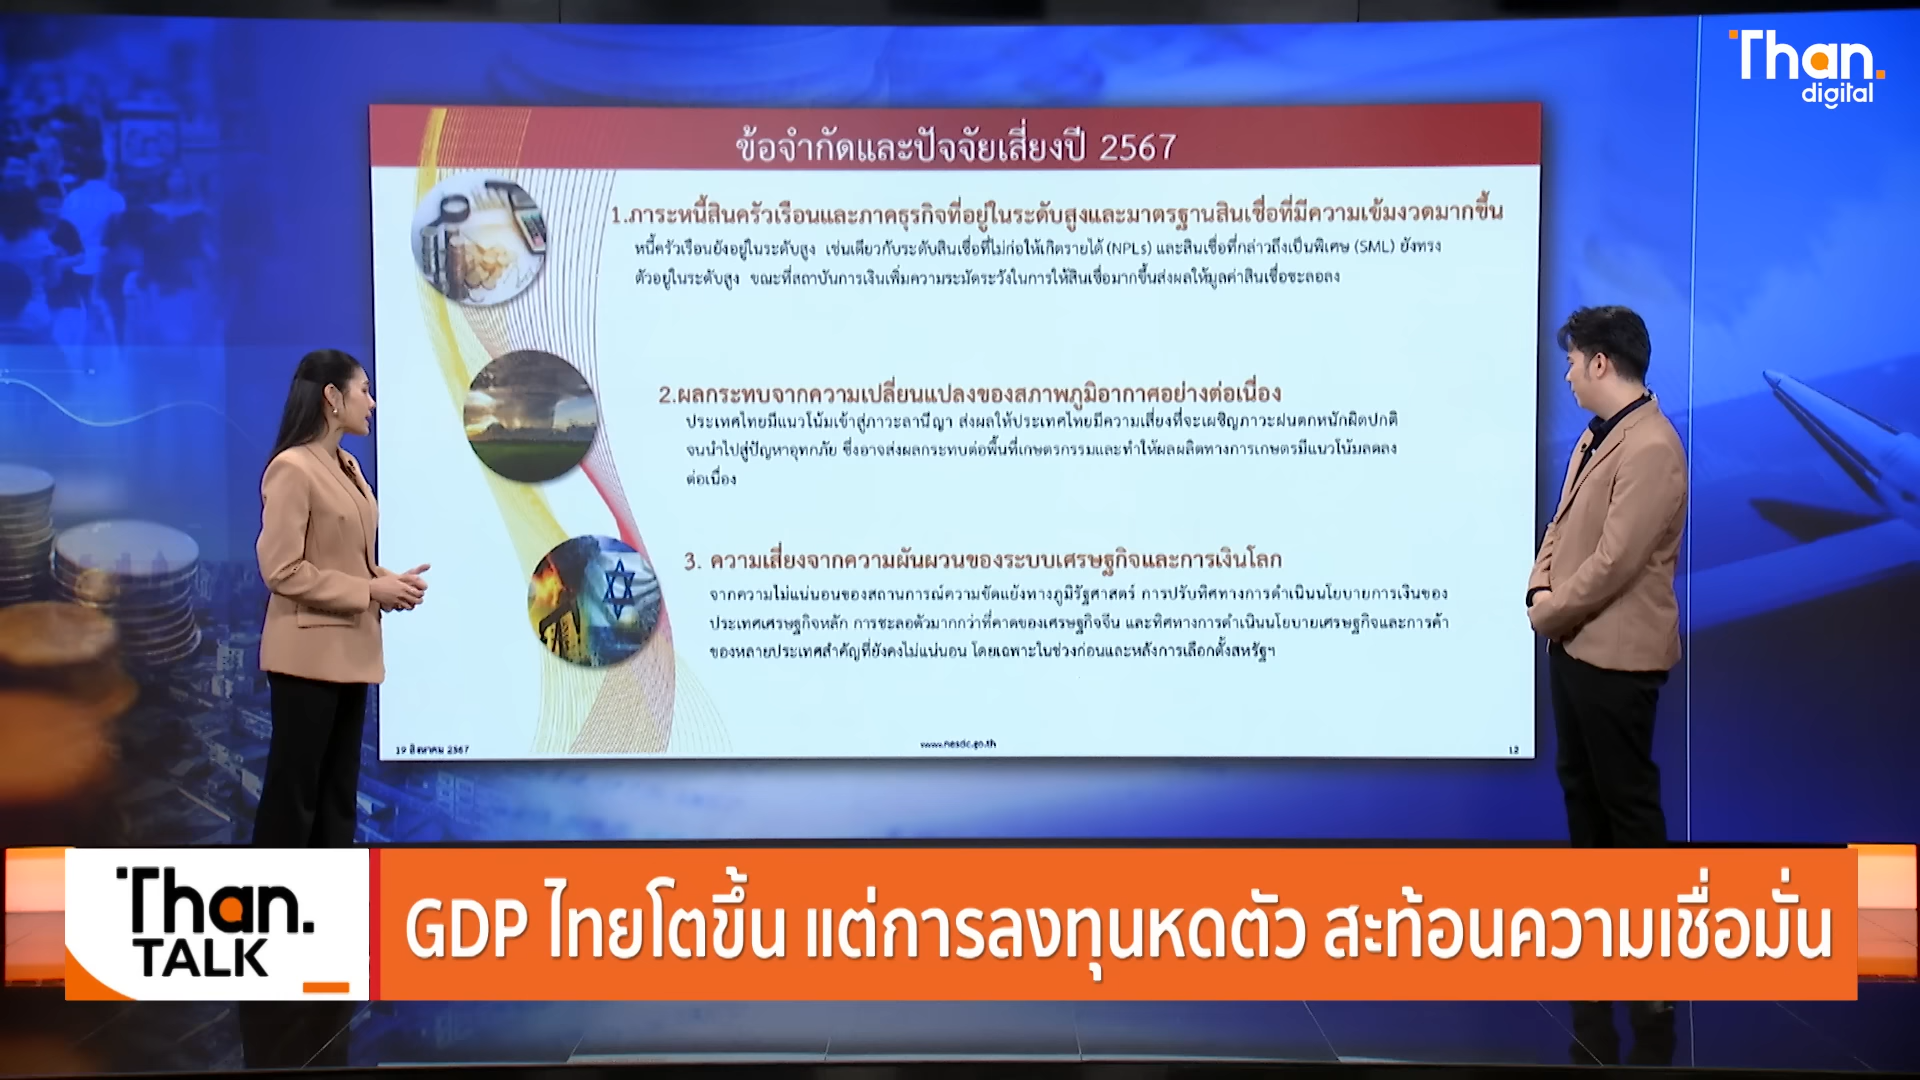 Than.
digital
ข้อจำกัดและปัจจัยเสี่ยงปี 2567
1.ภาระหนี้สินครัวเรือนและภาคธุรกิจที่อยู่ในระดับสูงและมาตรฐานสินเชื่อที่มีความเข้มงวดมากขึ้น
หนี้ครัวเรือนยังอยู่ในระดับสูง เช่นเดียวกับระดับสินเชื่อที่ไม่ก่อให้เกิดรายได้ (NPLs) และสินเชื่อที่กล่าวถึงเป็นพิเศษ (SML) ยังทรง
ตัวอยู่ในระดับสูง ขณะที่สถาบันการเงินเพิ่มความระมัดระวังในการให้สินเชื่อมากขึ้นส่งผลให้มูลค่าสินเชื่อชะลอลง
2.ผลกระทบจากความเปลี่ยนแปลงของสภาพภูมิอากาศอย่างต่อเนื่อง
ประเทศไทยมีแนวโน้มเข้าสู่ภาวะลานีญา ส่งผลให้ประเทศไทยมีความเสี่ยงที่จะเผชิญภาวะฝนตกหนักผิดปกติ
จนนำไปสู่ปัญหาอุทกภัย ซึ่งอาจส่งผลกระทบต่อพื้นที่เกษตรกรรมและทำให้ผลผลิตทางการเกษตรมีแนวโน้มลดลง
ต่อเนื่อง
3. ความเสี่ยงจากความผันผวนของระบบเศรษฐกิจและการเงินโลก
จากความไม่แน่นอนของสถานการณ์ความขัดแย้งทางภูมิรัฐศาสตร์ การปรับทิศทางการดำเนินนโยบายการเงินของ
ประเทศเศรษฐกิจหลัก การชะลอตัวมากกว่าที่คาดของเศรษฐกิจจีน และทิศทางการดำเนินนโยบายเศรษฐกิจและการค้า
ของหลายประเทศสำคัญที่ยังคงไม่แน่นอน โดยเฉพาะในช่วงก่อนและหลังการเลือกตั้งสหรัฐฯ
19 สิงหาคม 2567
www.nesdc.go.th
12
Than.
TALK
GDP ไทยโตขึ้น แต่การลงทุนหดตัว สะท้อนความเชื่อมั่น